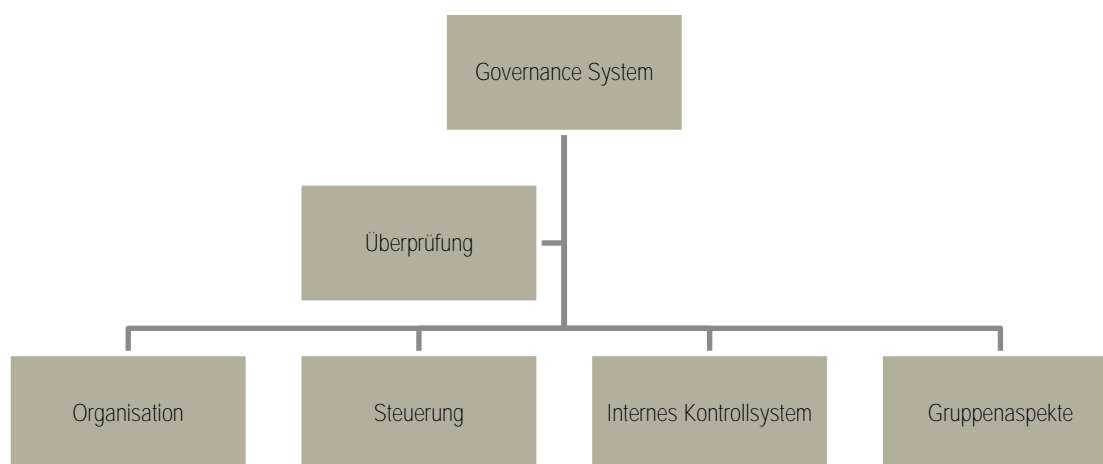 Governance System
Überprüfung
Organisation
Steuerung
Internes Kontrollsystem
Gruppenaspekte